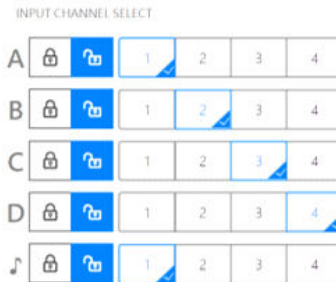 INPUT CHANNEL SELECT
A 1 2 3 4
B 1 2 3 4
C 1 2 3 4
D 1 2 3 4
♪ 1 2 3 4